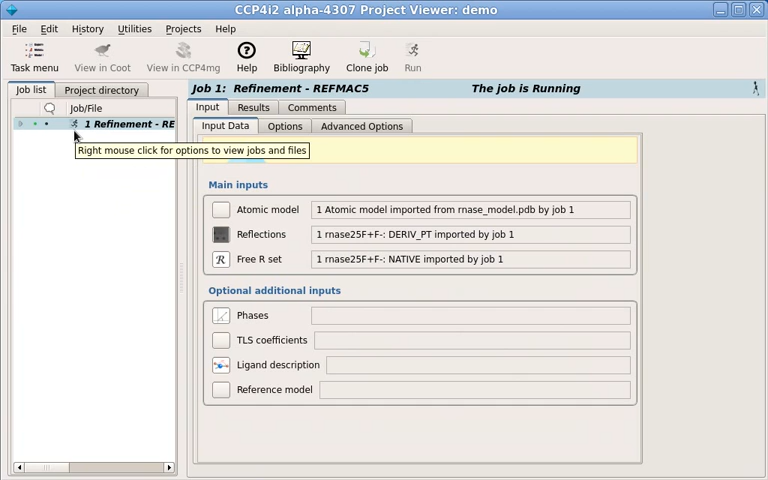 CCP4i2 alpha-4307 Project Viewer: demo
File Edit History Utilities Projects Help
Task menu View in Coot View in CCP4mg Help Bibliography Clone job Run
Job list Project directory
Job/File
1 Refinement - RE
Right mouse click for options to view jobs and files
Job 1: Refinement - REFMAC5 The job is Running
Input Results Comments
Input Data Options Advanced Options
Main inputs
Atomic model 1 Atomic model imported from rnase_model.pdb by job 1
Reflections 1 rnase25F+F-: DERIV_PT imported by job 1
R Free R set 1 rnase25F+F-: NATIVE imported by job 1
Optional additional inputs
Phases
TLS coefficients
Ligand description
Reference model